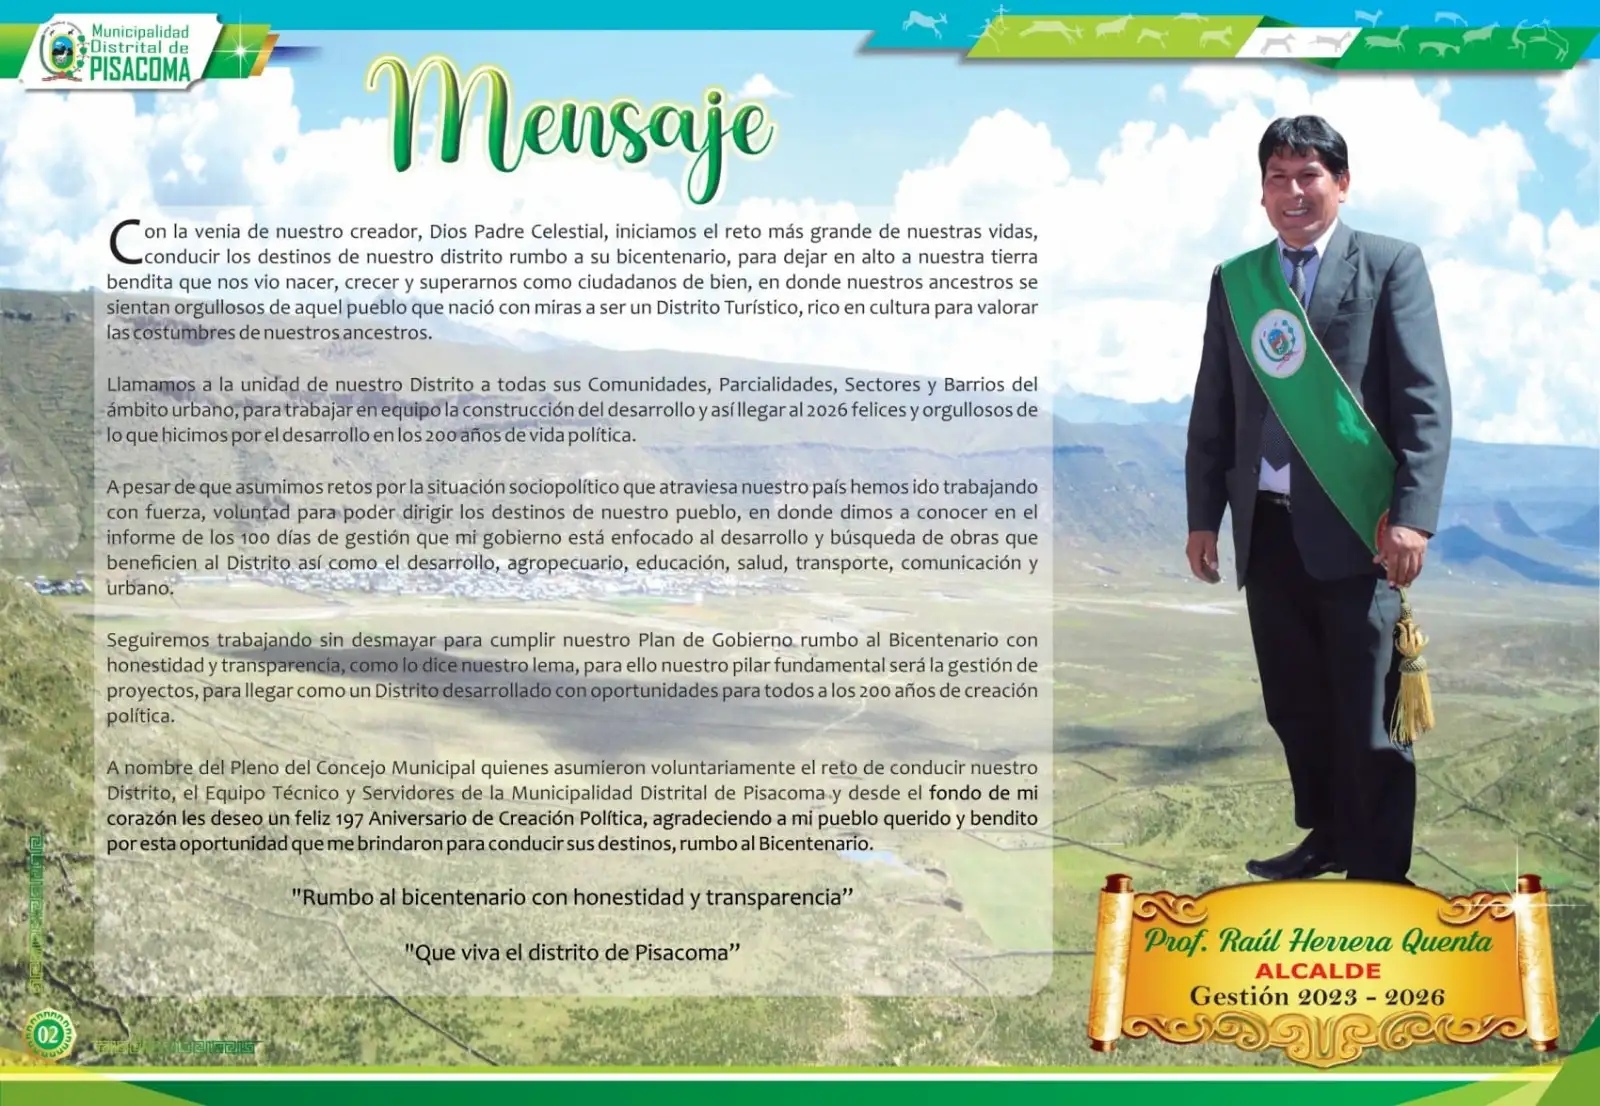 Municipalidad
Distrital de
PISACOMA
Mensaje
Con la venia de nuestro creador, Dios Padre Celestial, iniciamos el reto más grande de nuestras vidas,
conducir los destinos de nuestro distrito rumbo a su bicentenario, para dejar en alto a nuestra tierra
bendita que nos vio nacer, crecer y superarnos como ciudadanos de bien, en donde nuestros ancestros se
sientan orgullosos de aquel pueblo que nació con miras a ser un Distrito Turístico, rico en cultura para valorar
las costumbres de nuestros ancestros.
Llamamos a la unidad de nuestro Distrito a todas sus Comunidades, Parcialidades, Sectores y Barrios del
ámbito urbano, para trabajar en equipo la construcción del desarrollo y así llegar al 2026 felices y orgullosos de
lo que hicimos por el desarrollo en los 200 años de vida política.
A pesar de que asumimos retos por la situación sociopolítico que atraviesa nuestro país hemos ido trabajando
con fuerza, voluntad para poder dirigir los destinos de nuestro pueblo, en donde dimos a conocer en el
informe de los 100 días de gestión que mi gobierno está enfocado al desarrollo y búsqueda de obras que
beneficien al Distrito así como el desarrollo, agropecuario, educación, salud, transporte, comunicación y
urbano.
Seguiremos trabajando sin desmayar para cumplir nuestro Plan de Gobierno rumbo al Bicentenario con
honestidad y transparencia, como lo dice nuestro lema, para ello nuestro pilar fundamental será la gestión de
proyectos, para llegar como un Distrito desarrollado con oportunidades para todos a los 200 años de creación
política.
A nombre del Pleno del Concejo Municipal quienes asumieron voluntariamente el reto de conducir nuestro
Distrito, el Equipo Técnico y Servidores de la Municipalidad Distrital de Pisacoma y desde el fondo de mi
corazón les deseo un feliz 197 Aniversario de Creación Política, agradeciendo a mi pueblo querido y bendito
por esta oportunidad que me brindaron para conducir sus destinos, rumbo al Bicentenario.
"Rumbo al bicentenario con honestidad y transparencia”
"Que viva el distrito de Pisacoma”
Prof. Raúl Herrera Quenta
ALCALDE
Gestión 2023 - 2026
02